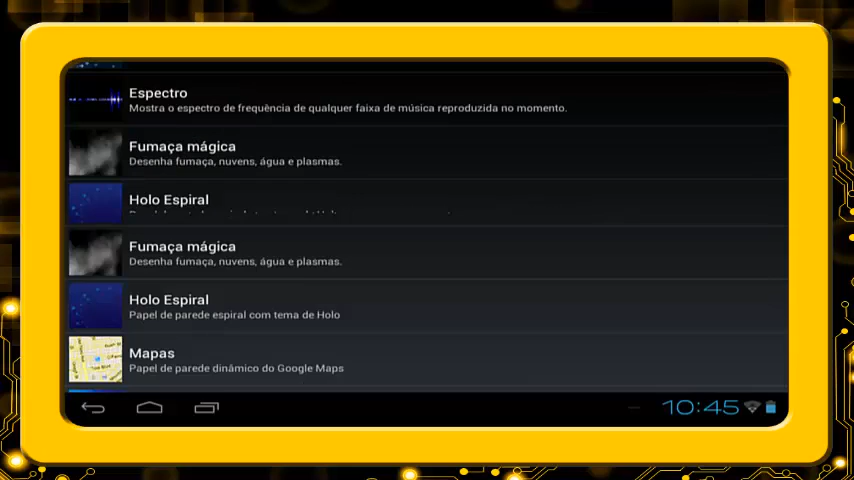 Espectro
Mostra o espectro de frequência de qualquer faixa de música reproduzida no momento.
Fumaça mágica
Desenha fumaça, nuvens, água e plasmas.
Holo Espiral
Fumaça mágica
Desenha fumaça, nuvens, água e plasmas.
Holo Espiral
Papel de parede espiral com tema de Holo
Mapas
Papel de parede dinâmico do Google Maps
10:45